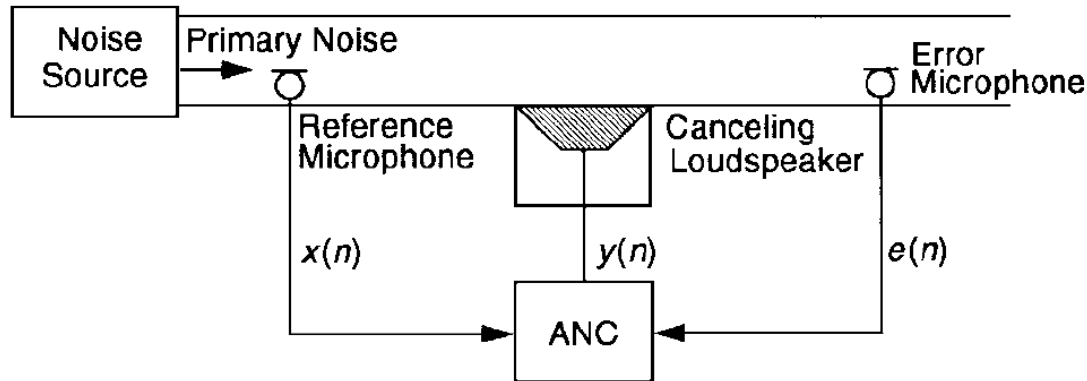 Noise
Source
Primary Noise
Reference
Microphone
Canceling
Loudspeaker
Error
Microphone
x(n)
y(n)
e(n)
ANC